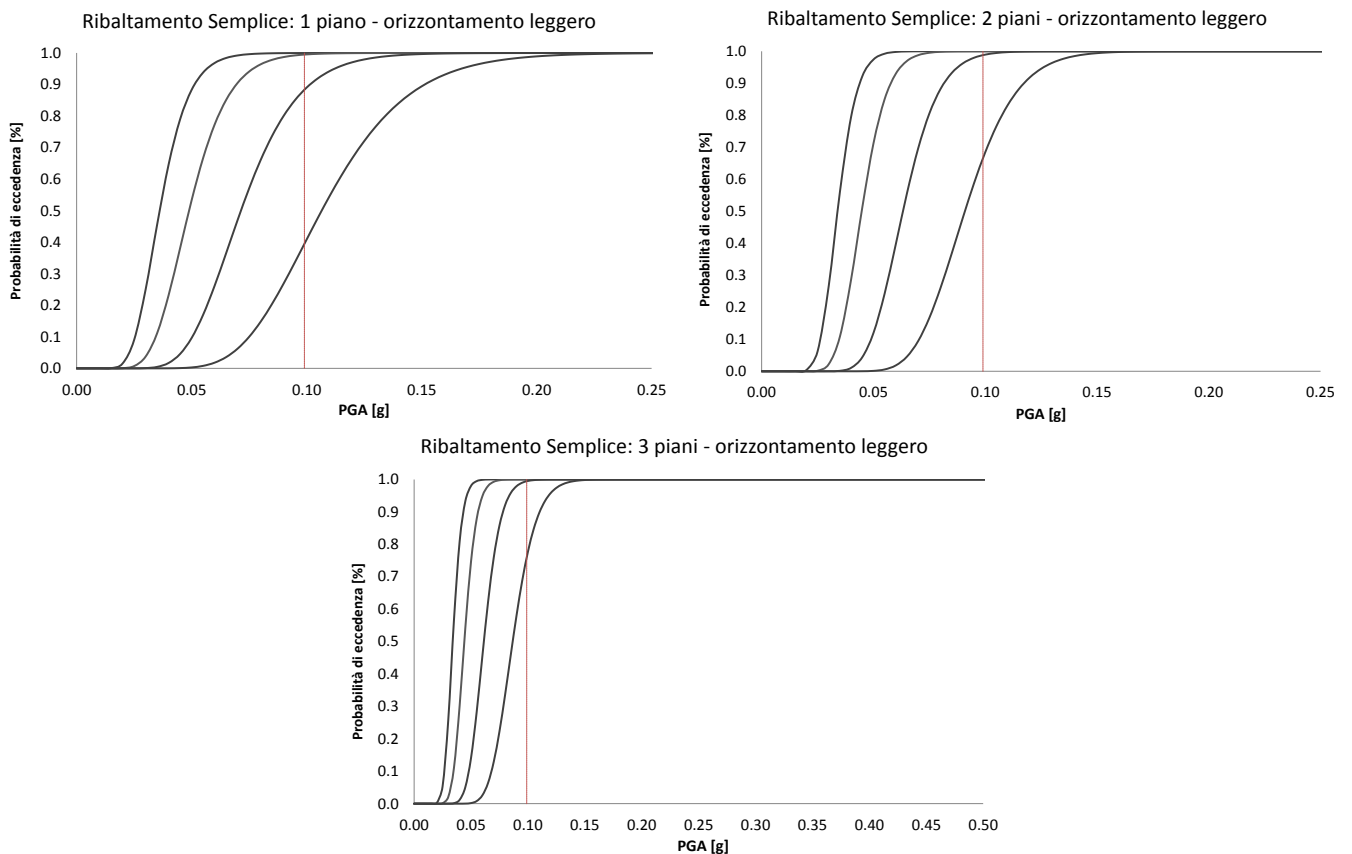 Ribaltamento Semplice: 1 piano - orizzontamento leggero
1.0
0.9
0.8
0.7
0.6
0.5
0.4
0.3
0.2
0.1
0.0
Probabilità di eccedenza [%]
0.00 0.05 0.10 0.15 0.20 0.25
PGA [g]
Ribaltamento Semplice: 2 piani - orizzontamento leggero
1.0
0.9
0.8
0.7
0.6
0.5
0.4
0.3
0.2
0.1
0.0
Probabilità di eccedenza [%]
0.00 0.05 0.10 0.15 0.20 0.25
PGA [g]
Ribaltamento Semplice: 3 piani - orizzontamento leggero
1.0
0.9
0.8
0.7
0.6
0.5
0.4
0.3
0.2
0.1
0.0
Probabilità di eccedenza [%]
0.00 0.05 0.10 0.15 0.20 0.25 0.30 0.35 0.40 0.45 0.50
PGA [g]